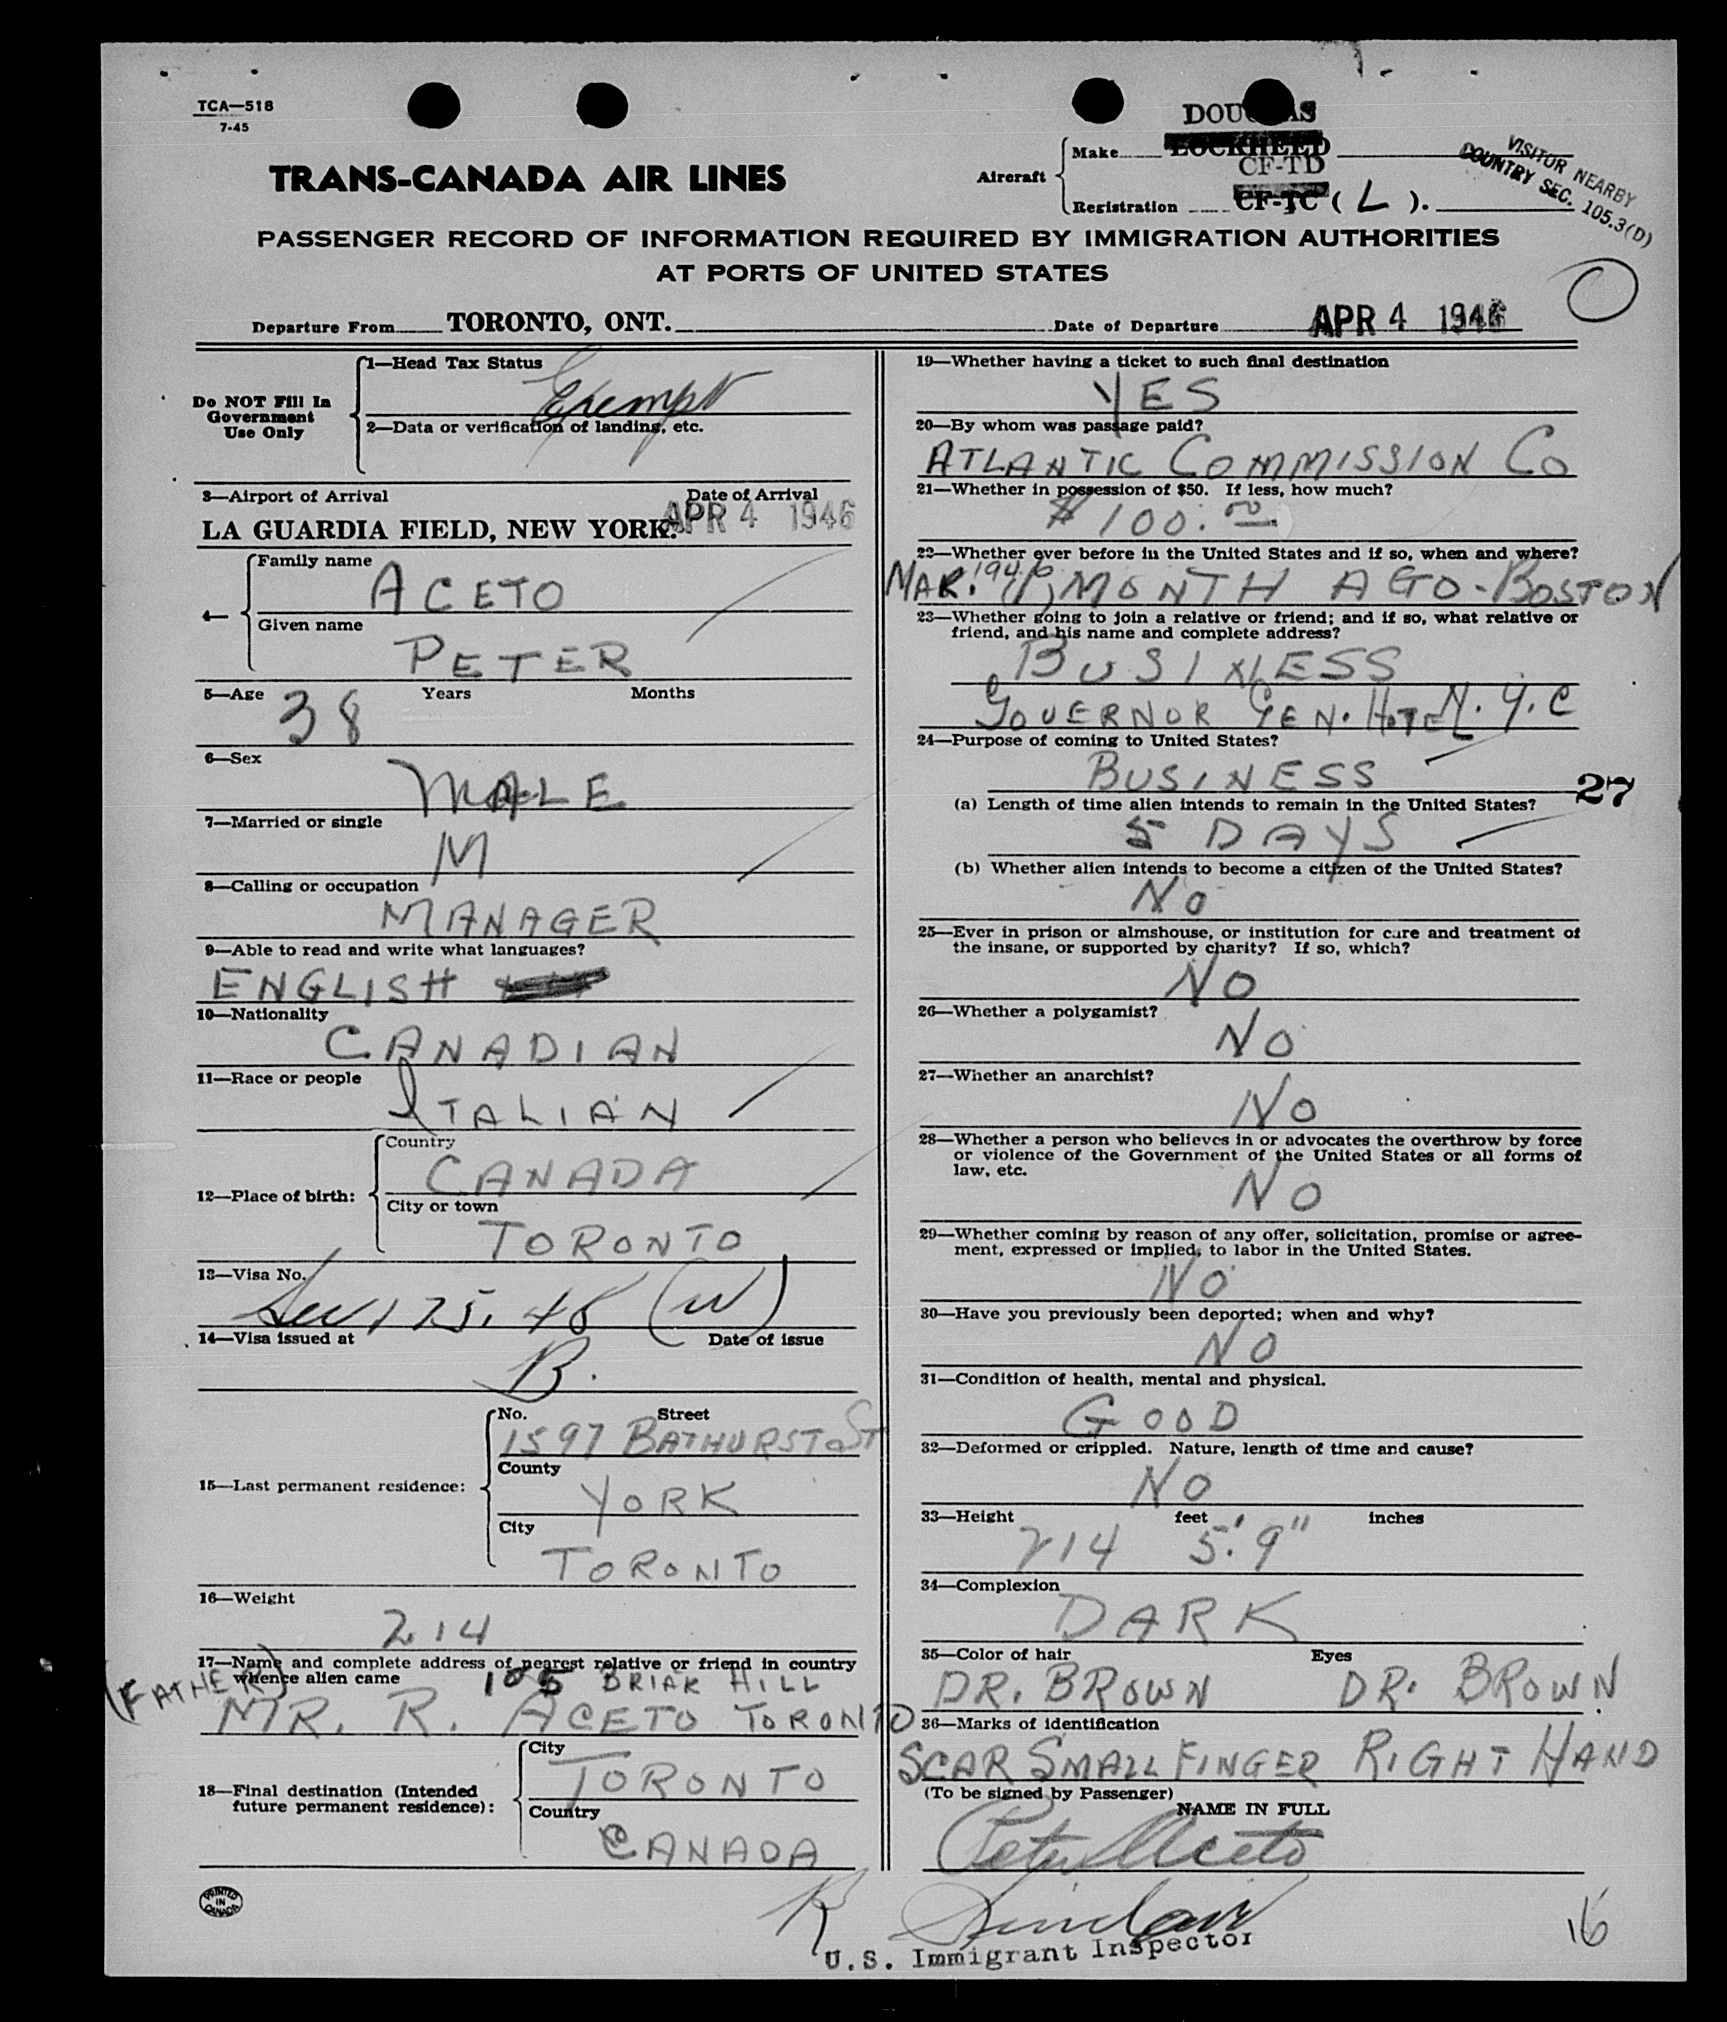 TCA—518
7-45
DOUGLAS
Aircraft
Make LOCKHEED
CF-TD
Registration CF-TC ( L ).
VISITOR NEARBY
COUNTRY SEC. 105.3(D)
TRANS-CANADA AIR LINES
PASSENGER RECORD OF INFORMATION REQUIRED BY IMMIGRATION AUTHORITIES
AT PORTS OF UNITED STATES
Departure From TORONTO, ONT. Date of Departure APR 4 1946
Do NOT Fill In
Government
Use Only
1—Head Tax Status
Exempt
2—Data or verification of landing, etc.
3—Airport of Arrival Date of Arrival
LA GUARDIA FIELD, NEW YORK. APR 4 1946
4— Family name
ACETO
Given name
PETER
5—Age Years Months
38
6—Sex
MALE
7—Married or single
M
8—Calling or occupation
MANAGER
9—Able to read and write what languages?
ENGLISH
10—Nationality
CANADIAN
11—Race or people
ITALIAN
12—Place of birth:
Country
CANADA
City or town
TORONTO
13—Visa No.
175. (W)
14—Visa issued at Date of issue
B.
15—Last permanent residence:
No. Street
1597 BATHURST ST
County
YORK
City
TORONTO
16—Weight
214
17—Name and complete address of nearest relative or friend in country
whence alien came
(FATHER) 105 BRIAR HILL
MR. R. ACETO TORONTO
18—Final destination (Intended
future permanent residence):
City
TORONTO
Country
CANADA
PRINTED
IN
CANADA
19—Whether having a ticket to such final destination
YES
20—By whom was passage paid?
ATLANTIC COMMISSION CO
21—Whether in possession of $50. If less, how much?
$100.00
22—Whether ever before in the United States and if so, when and where?
MAR. 1946 (1) MONTH AGO - BOSTON
23—Whether going to join a relative or friend; and if so, what relative or
friend, and his name and complete address?
BUSINESS
GOVERNOR GEN. HOTEL N.Y.C
24—Purpose of coming to United States?
BUSINESS
27
(a) Length of time alien intends to remain in the United States?
5 DAYS
(b) Whether alien intends to become a citizen of the United States?
NO
25—Ever in prison or almshouse, or institution for care and treatment of
the insane, or supported by charity? If so, which?
NO
26—Whether a polygamist?
NO
27—Whether an anarchist?
NO
28—Whether a person who believes in or advocates the overthrow by force
or violence of the Government of the United States or all forms of
law, etc.
NO
29—Whether coming by reason of any offer, solicitation, promise or agree-
ment, expressed or implied, to labor in the United States.
NO
30—Have you previously been deported; when and why?
NO
31—Condition of health, mental and physical.
GOOD
32—Deformed or crippled. Nature, length of time and cause?
NO
33—Height feet inches
214 5'.9"
34—Complexion
DARK
35—Color of hair Eyes
DR. BROWN DR. BROWN
36—Marks of identification
SCAR SMALL FINGER RIGHT HAND
(To be signed by Passenger)
NAME IN FULL
Peter Aceto
R Sinclair
U.S. Immigrant Inspector
16